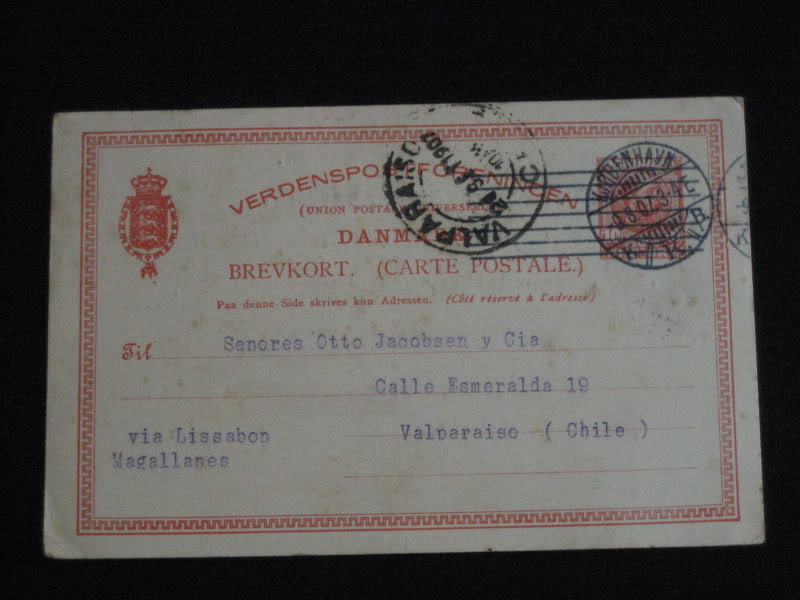 VERDENSPOSTFORENINGEN
(UNION POSTALE UNIVERSELLE)
DANMARK
BREVKORT. (CARTE POSTALE.)
Paa denne Side skrives kun Adressen. (Côté réservé à l'adresse)
Til Senores Otto Jacobsen y Cia
Calle Esmeralda 19
via Lissabon Valparaiso ( Chile )
Magallanes
VALPARAISO
1907
KJØBENHAVN